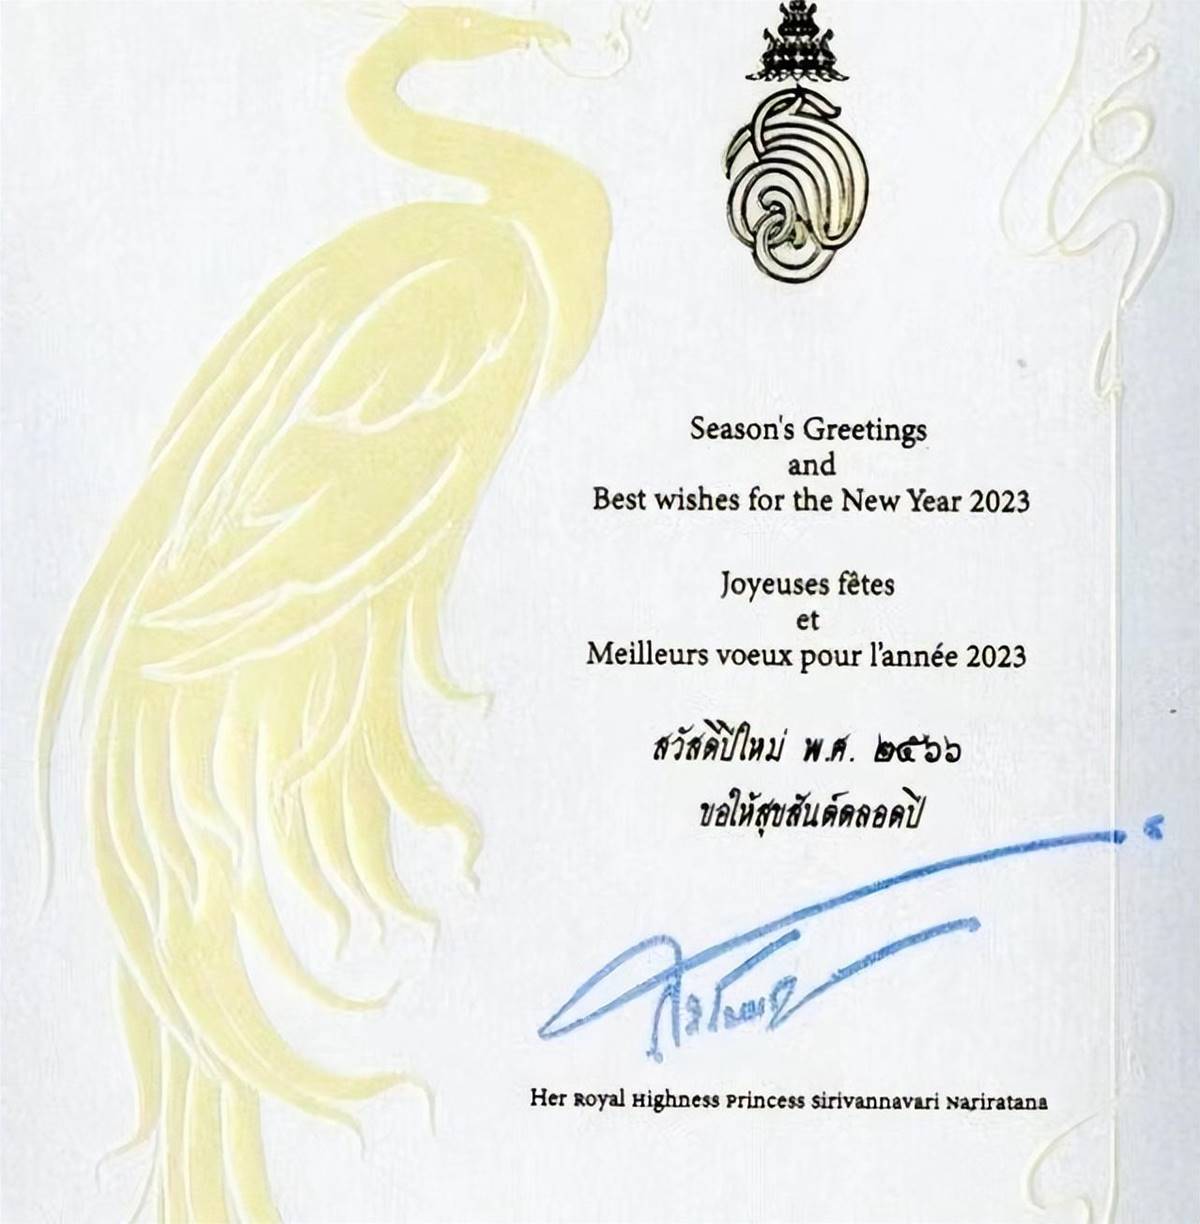 Season's Greetings
and
Best wishes for the New Year 2023
Joyeuses fêtes
et
Meilleurs voeux pour l'année 2023
สวัสดีปีใหม่ พ.ศ. ๒๕๖๖
ขอให้สุขสันต์ตลอดปี
Her Royal Highness Princess Sirivannavari Nariratana